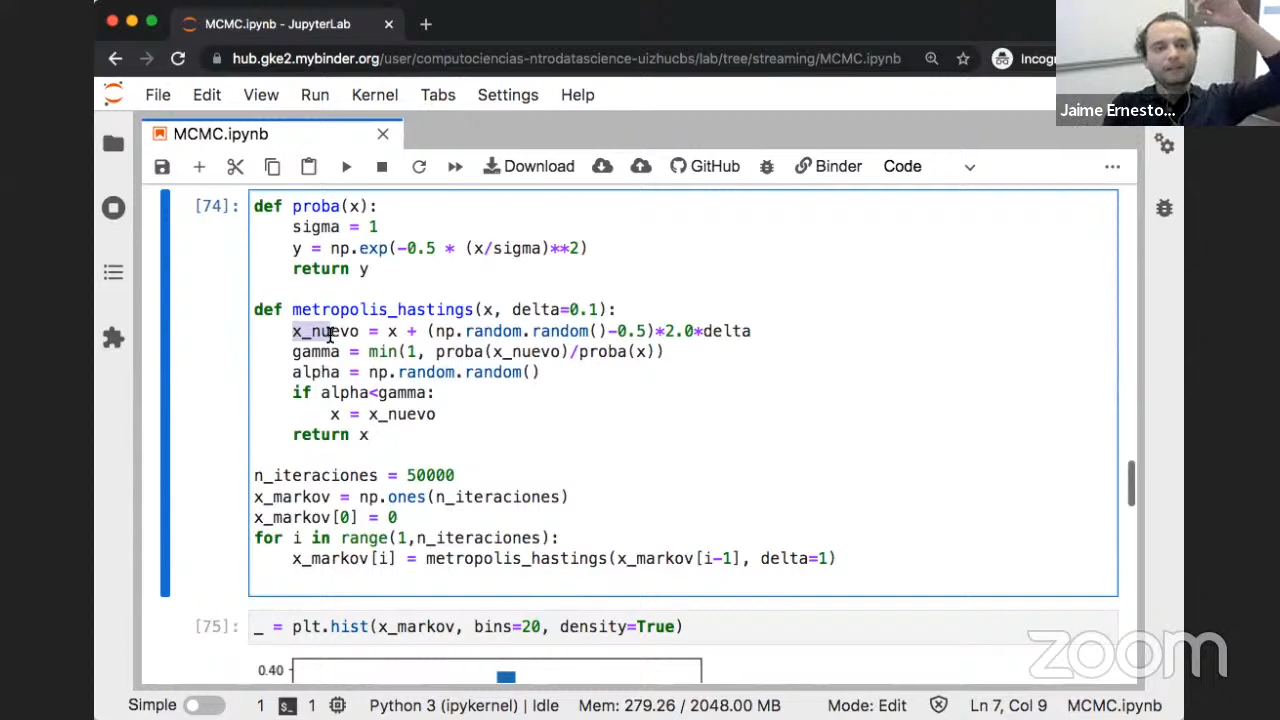 MCMC.ipynb - JupyterLab
hub.gke2.mybinder.org/user/computociencias-ntrodatascience-uizhucbs/lab/tree/streaming/MCMC.ipynb
Incog
Jaime Ernesto...
File Edit View Run Kernel Tabs Settings Help
MCMC.ipynb
Download GitHub Binder Code
[74]: def proba(x):
    sigma = 1
    y = np.exp(-0.5 * (x/sigma)**2)
    return y
def metropolis_hastings(x, delta=0.1):
    x_nuevo = x + (np.random.random()-0.5)*2.0*delta
    gamma = min(1, proba(x_nuevo)/proba(x))
    alpha = np.random.random()
    if alpha<gamma:
        x = x_nuevo
    return x
n_iteraciones = 50000
x_markov = np.ones(n_iteraciones)
x_markov[0] = 0
for i in range(1,n_iteraciones):
    x_markov[i] = metropolis_hastings(x_markov[i-1], delta=1)
[75]: _ = plt.hist(x_markov, bins=20, density=True)
0.40
zoom
Simple 1 $_ 1 Python 3 (ipykernel) | Idle Mem: 279.26 / 2048.00 MB Mode: Edit Ln 7, Col 9 MCMC.ipynb